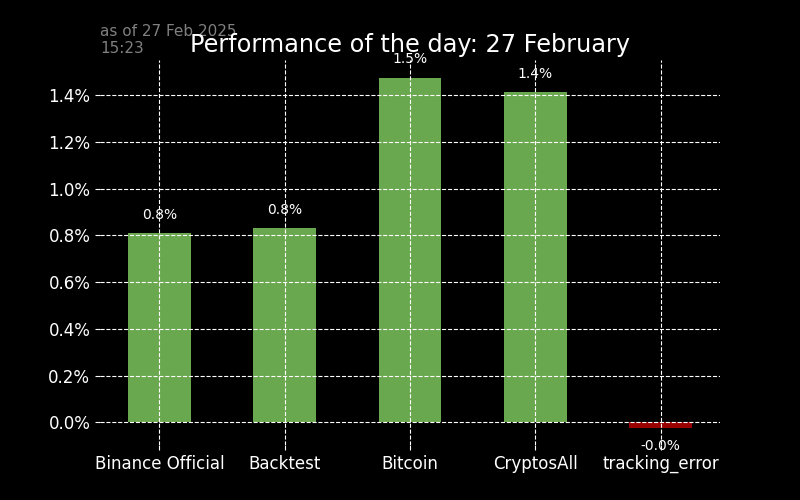 as of 27 Feb 2025
15:23
Performance of the day: 27 February
1.4%
1.2%
1.0%
0.8%
0.6%
0.4%
0.2%
0.0%
0.8%
0.8%
1.5%
1.4%
-0.0%
Binance Official
Backtest
Bitcoin
CryptosAll
tracking_error